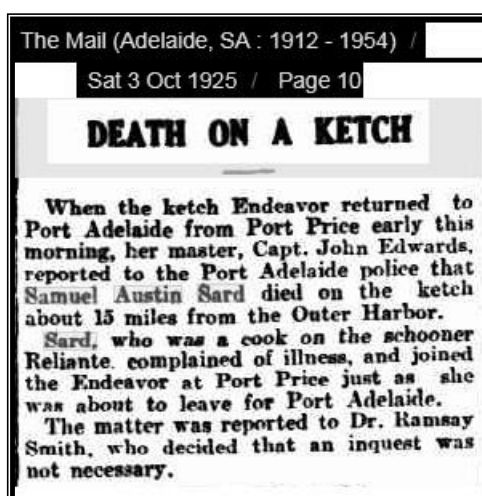 The Mail (Adelaide, SA : 1912 - 1954) /
Sat 3 Oct 1925 / Page 10
DEATH ON A KETCH
When the ketch Endeavor returned to
Port Adelaide from Port Price early this
morning, her master, Capt. John Edwards,
reported to the Port Adelaide police that
Samuel Austin Sard died on the ketch
about 15 miles from the Outer Harbor.
Sard, who was a cook on the schooner
Reliante. complained of illness, and joined
the Endeavor at Port Price just as she
was about to leave for Port Adelaide.
The matter was reported to Dr. Ramsay
Smith, who decided that an inquest was
not necessary.